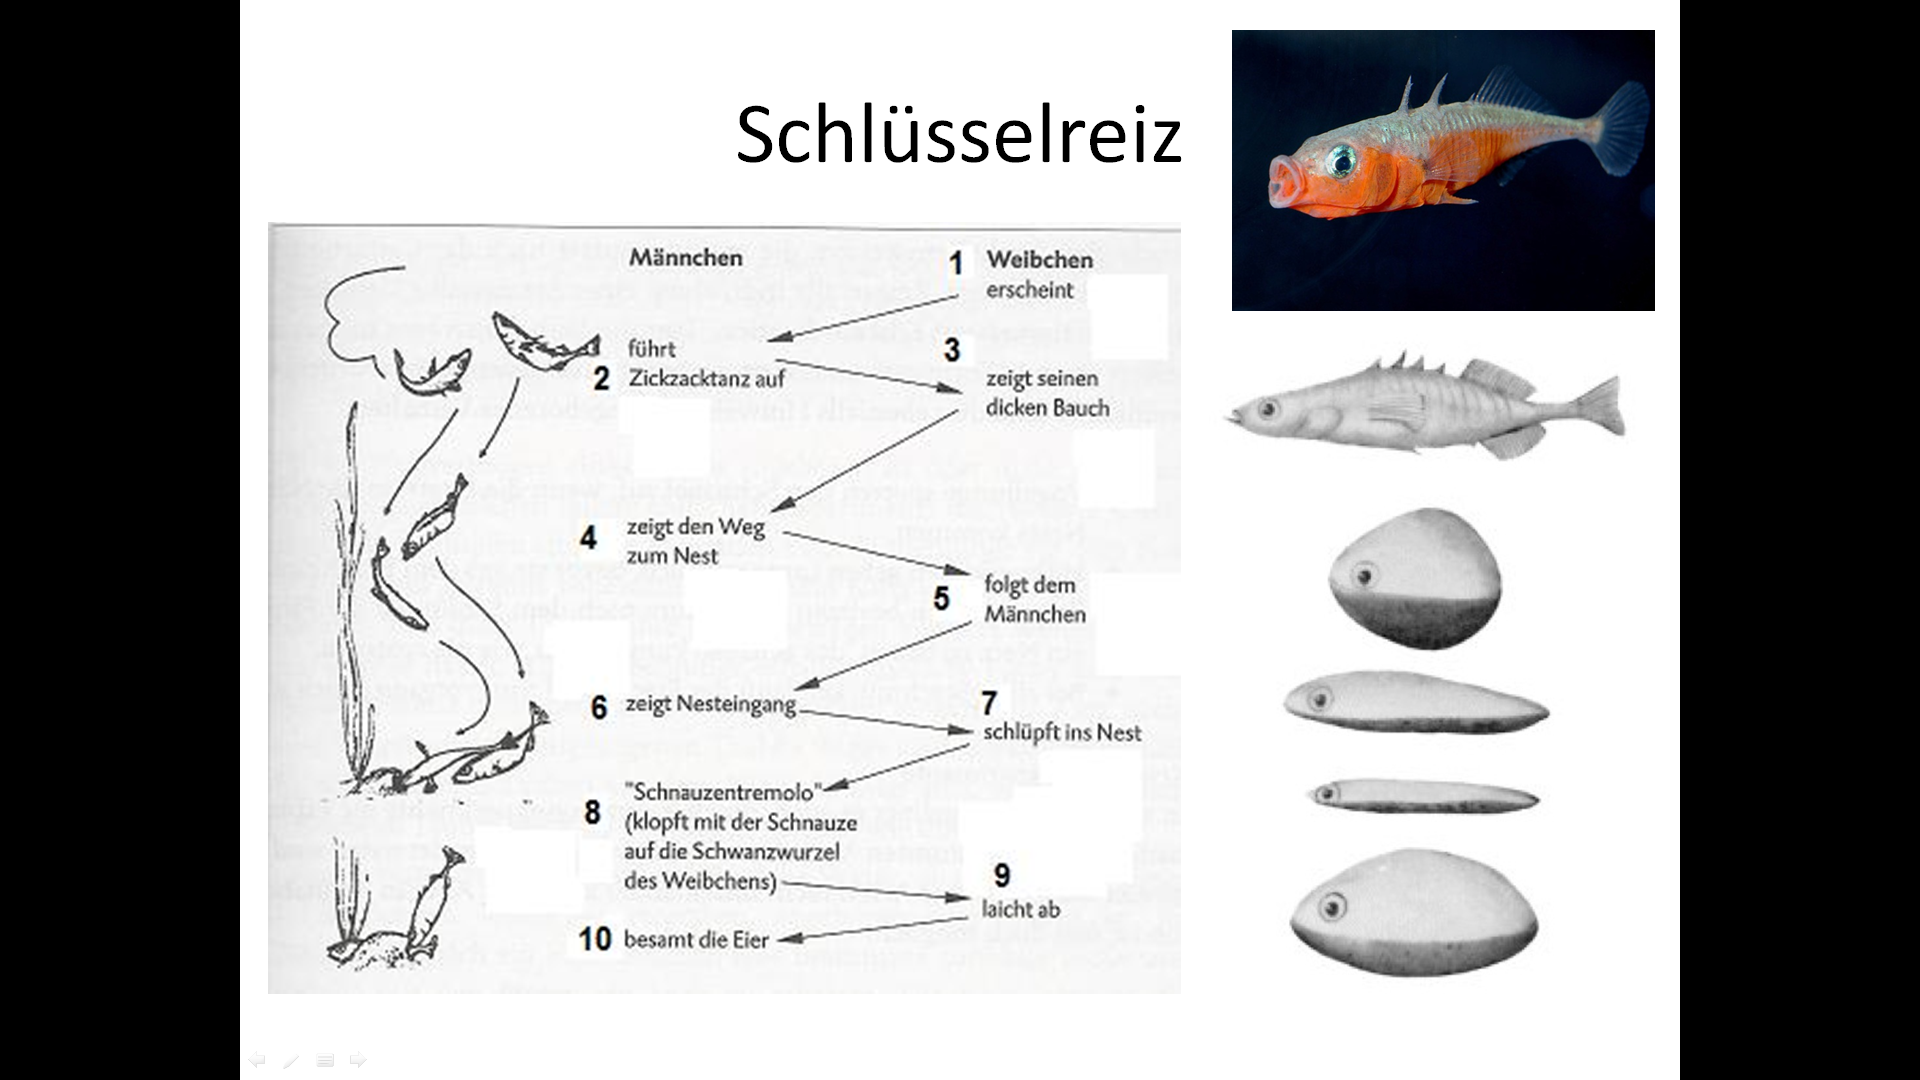 Schlüsselreiz
Männchen
1 Weibchen
erscheint
führt
2 Zickzacktanz auf
3
zeigt seinen
dicken Bauch
4 zeigt den Weg
zum Nest
5 folgt dem
Männchen
6 zeigt Nesteingang
7
schlüpft ins Nest
8 "Schnauzentremolo"
(klopft mit der Schnauze
auf die Schwanzwurzel
des Weibchens)
9
laicht ab
10 besamt die Eier